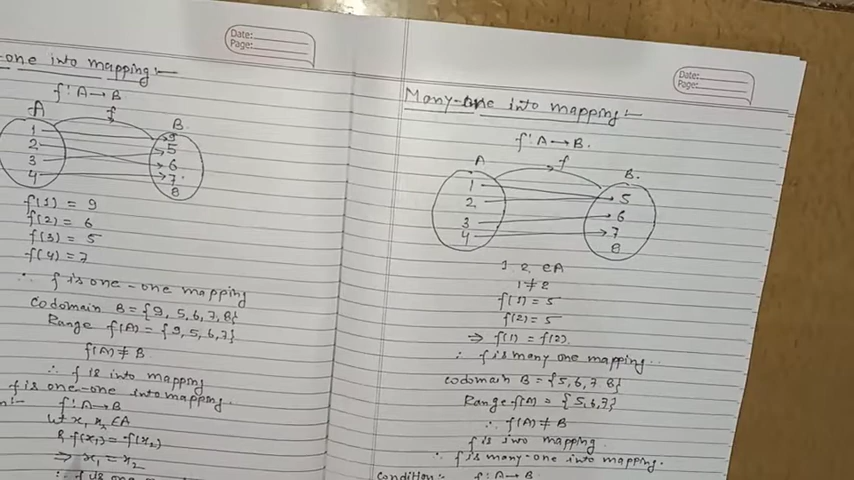 Date:
Page:
-one into mapping:-
f: A→B
f
A
B
1
2
3
4
9
5
6
7
8
f(1) = 9
f(2) = 6
f(3) = 5
f(4) = 7
∴ f is one-one mapping
Codomain B = {9, 5, 6, 7, 8}
Range f(A) = {9, 5, 6, 7}
f(A) ≠ B
∴ f is into mapping
f is one-one into mapping.
f: A→B
Let x₁, x₂ ∈ A
& f(x₁) = f(x₂)
⇒ x₁ = x₂
∴ f is one
Date:
Page:
Many-one into mapping:-
f: A→B.
f
A
B.
1
2
3
4
5
6
7
8
1, 2, ∈A
1 ≠ 2
f(1) = 5
f(2) = 5
⇒ f(1) = f(2).
∴ f is many one mapping..
Codomain B = {5, 6, 7 8}
Range f(A) = {5, 6, 7}
∴ f(A) ≠ B
f is into mapping.
∴ f is many-one into mapping.
Condition:- f: A→B